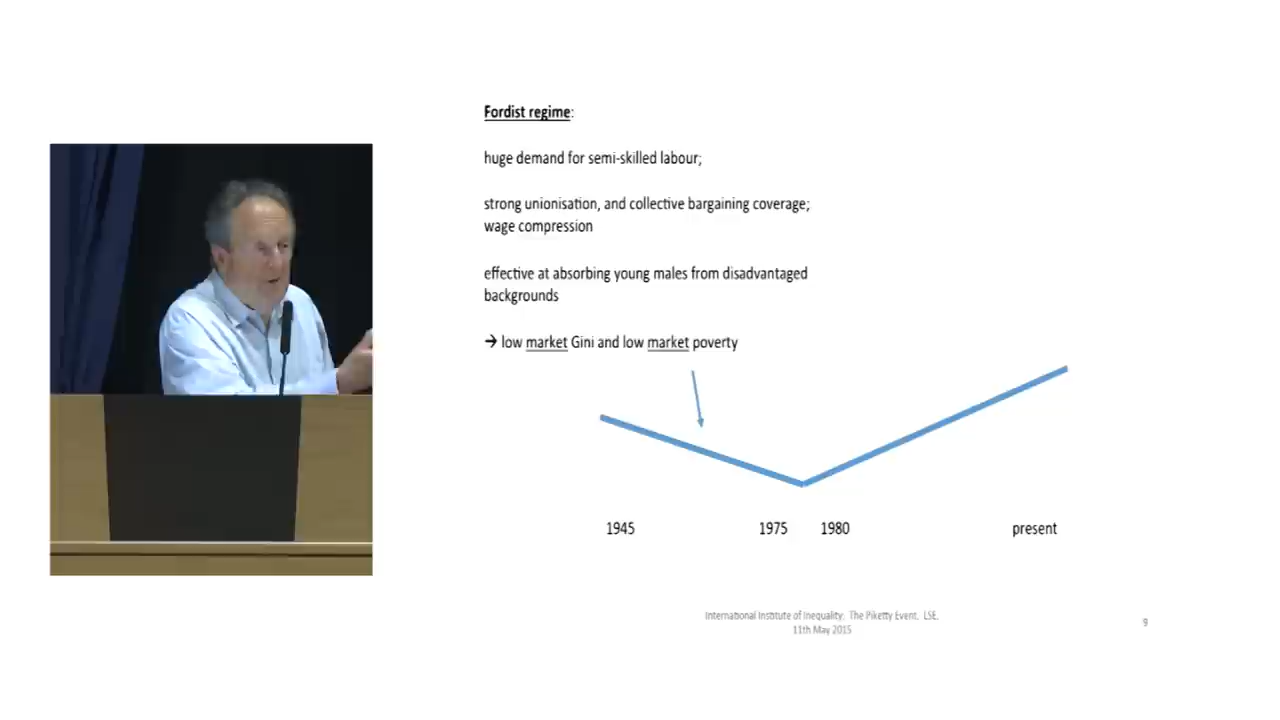 Fordist regime:
huge demand for semi-skilled labour;
strong unionisation, and collective bargaining coverage;
wage compression
effective at absorbing young males from disadvantaged
backgrounds
→ low market Gini and low market poverty
1945 1975 1980 present
International Institute of Inequality. The Piketty Event, LSE,
11th May 2015
9